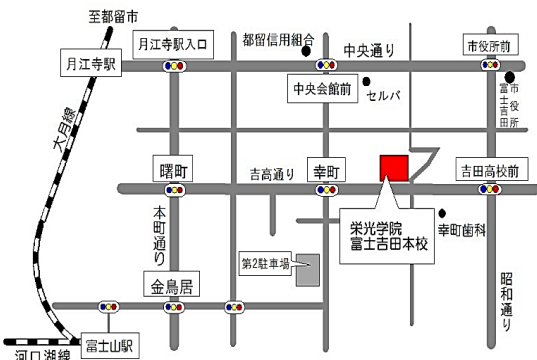 至都留市
月江寺駅
月江寺駅入口
都留信用組合
中央通り
市役所前
中央会館前
セルバ
富士吉田
市役所
大月線
曙町
吉高通り
幸町
吉田高校前
本町通り
栄光学院
富士吉田本校
幸町歯科
第2駐車場
金鳥居
昭和通り
富士山駅
河口湖線